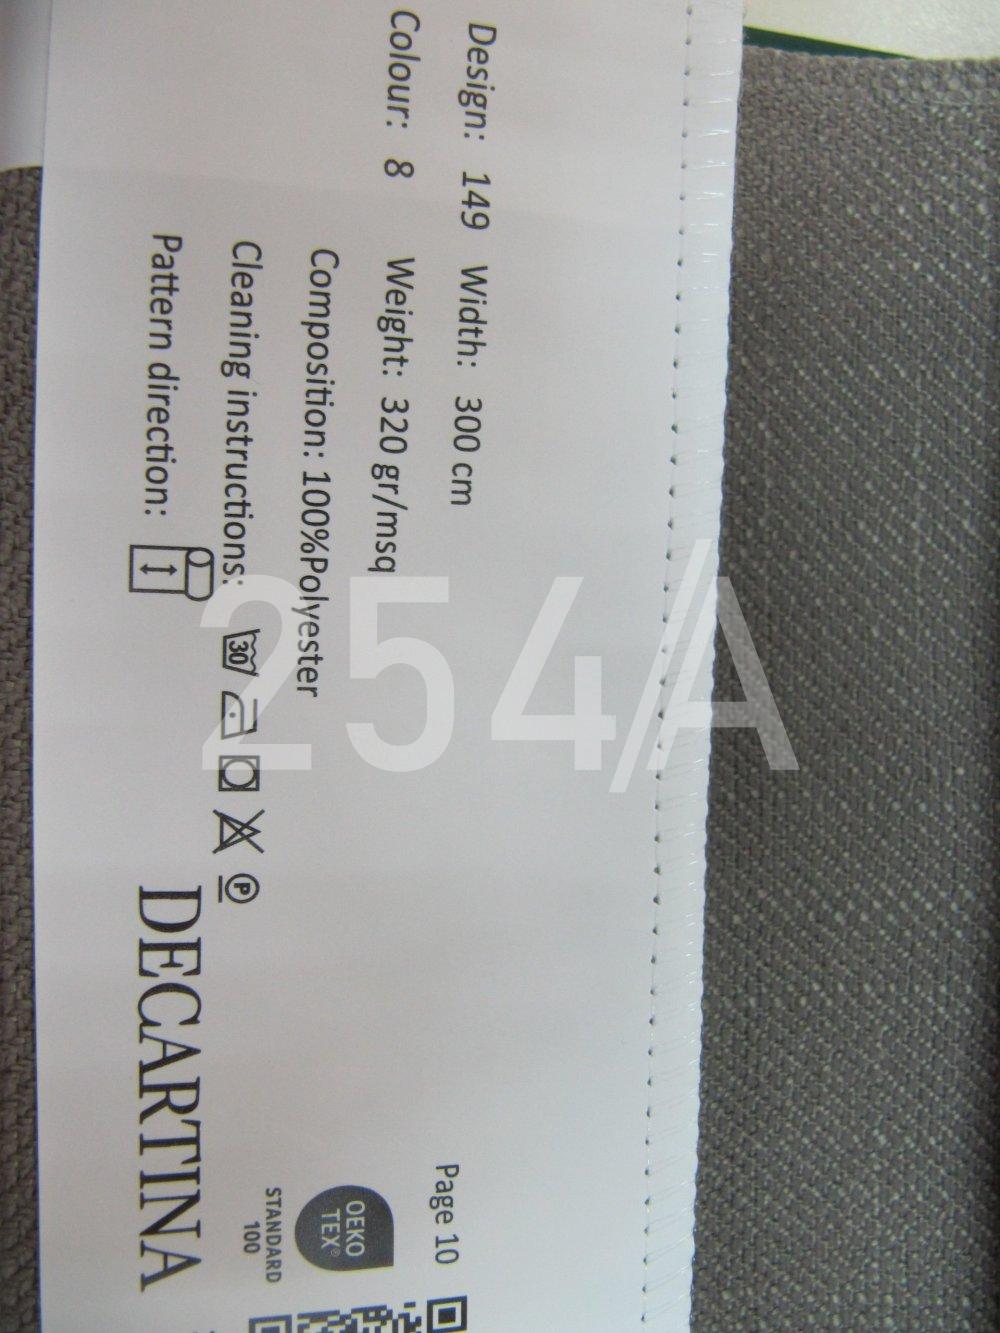 Design: 149 Width: 300 cm
Colour: 8 Weight: 320 gr/msq
Composition: 100%Polyester
Cleaning instructions: 30 P
Pattern direction:
Page 10
OEKO
TEX®
STANDARD
100
DECARTINA
254/A